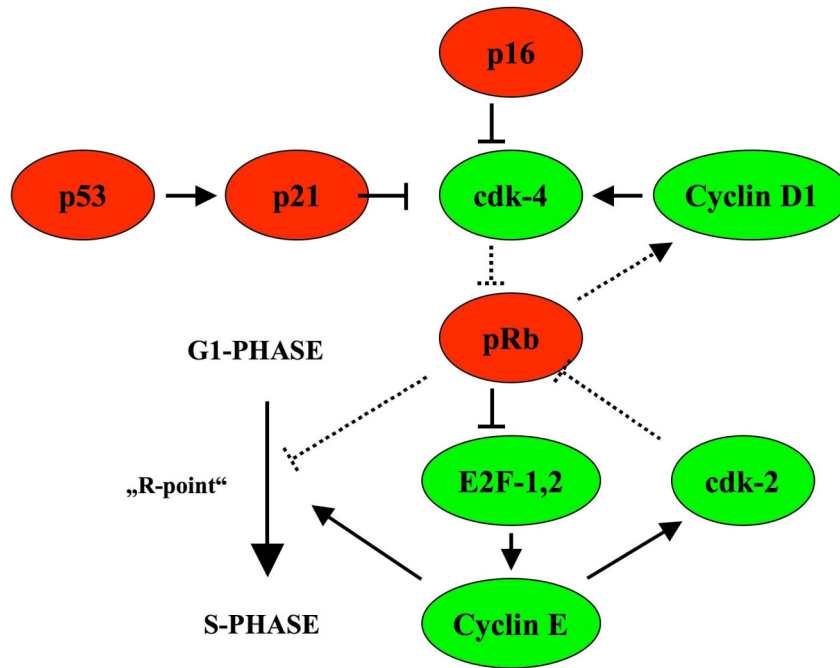 p16
p53
p21
cdk-4
Cyclin D1
pRb
G1-PHASE
„R-point“
E2F-1,2
cdk-2
S-PHASE
Cyclin E